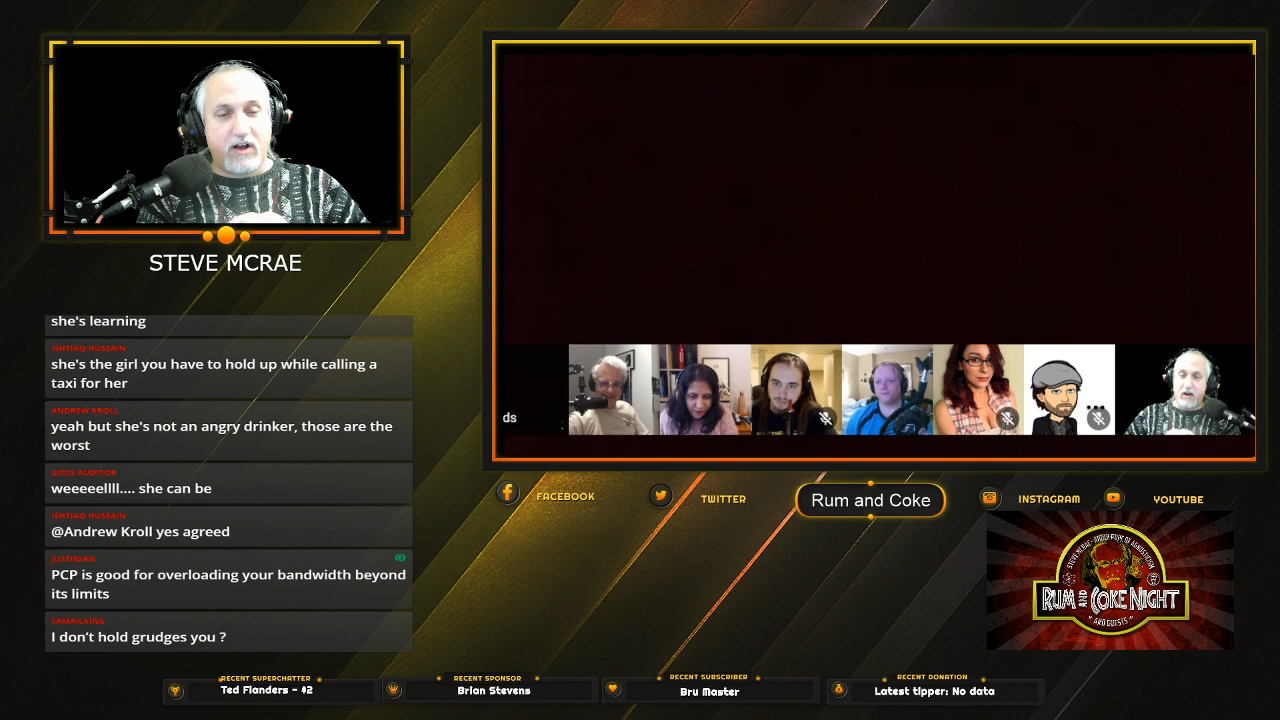 STEVE MCRAE
she's learning
ISHTIAQ HUSSAIN
she's the girl you have to hold up while calling a
taxi for her
ANDREW KROLL
yeah but she's not an angry drinker, those are the
worst
GODS AUDITOR
weeeeellll.... she can be
ISHTIAQ HUSSAIN
@Andrew Kroll yes agreed
JUSTINIAN
PCP is good for overloading your bandwidth beyond
its limits
SAMAILKING
I don't hold grudges you ?
ds
FACEBOOK
TWITTER
Rum and Coke
INSTAGRAM
YOUTUBE
RUM AND COKE NIGHT
RECENT SUPERCHATTER
Ted Flanders - $2
RECENT SPONSOR
Brian Stevens
RECENT SUBSCRIBER
Bru Master
RECENT DONATION
Latest tipper: No data